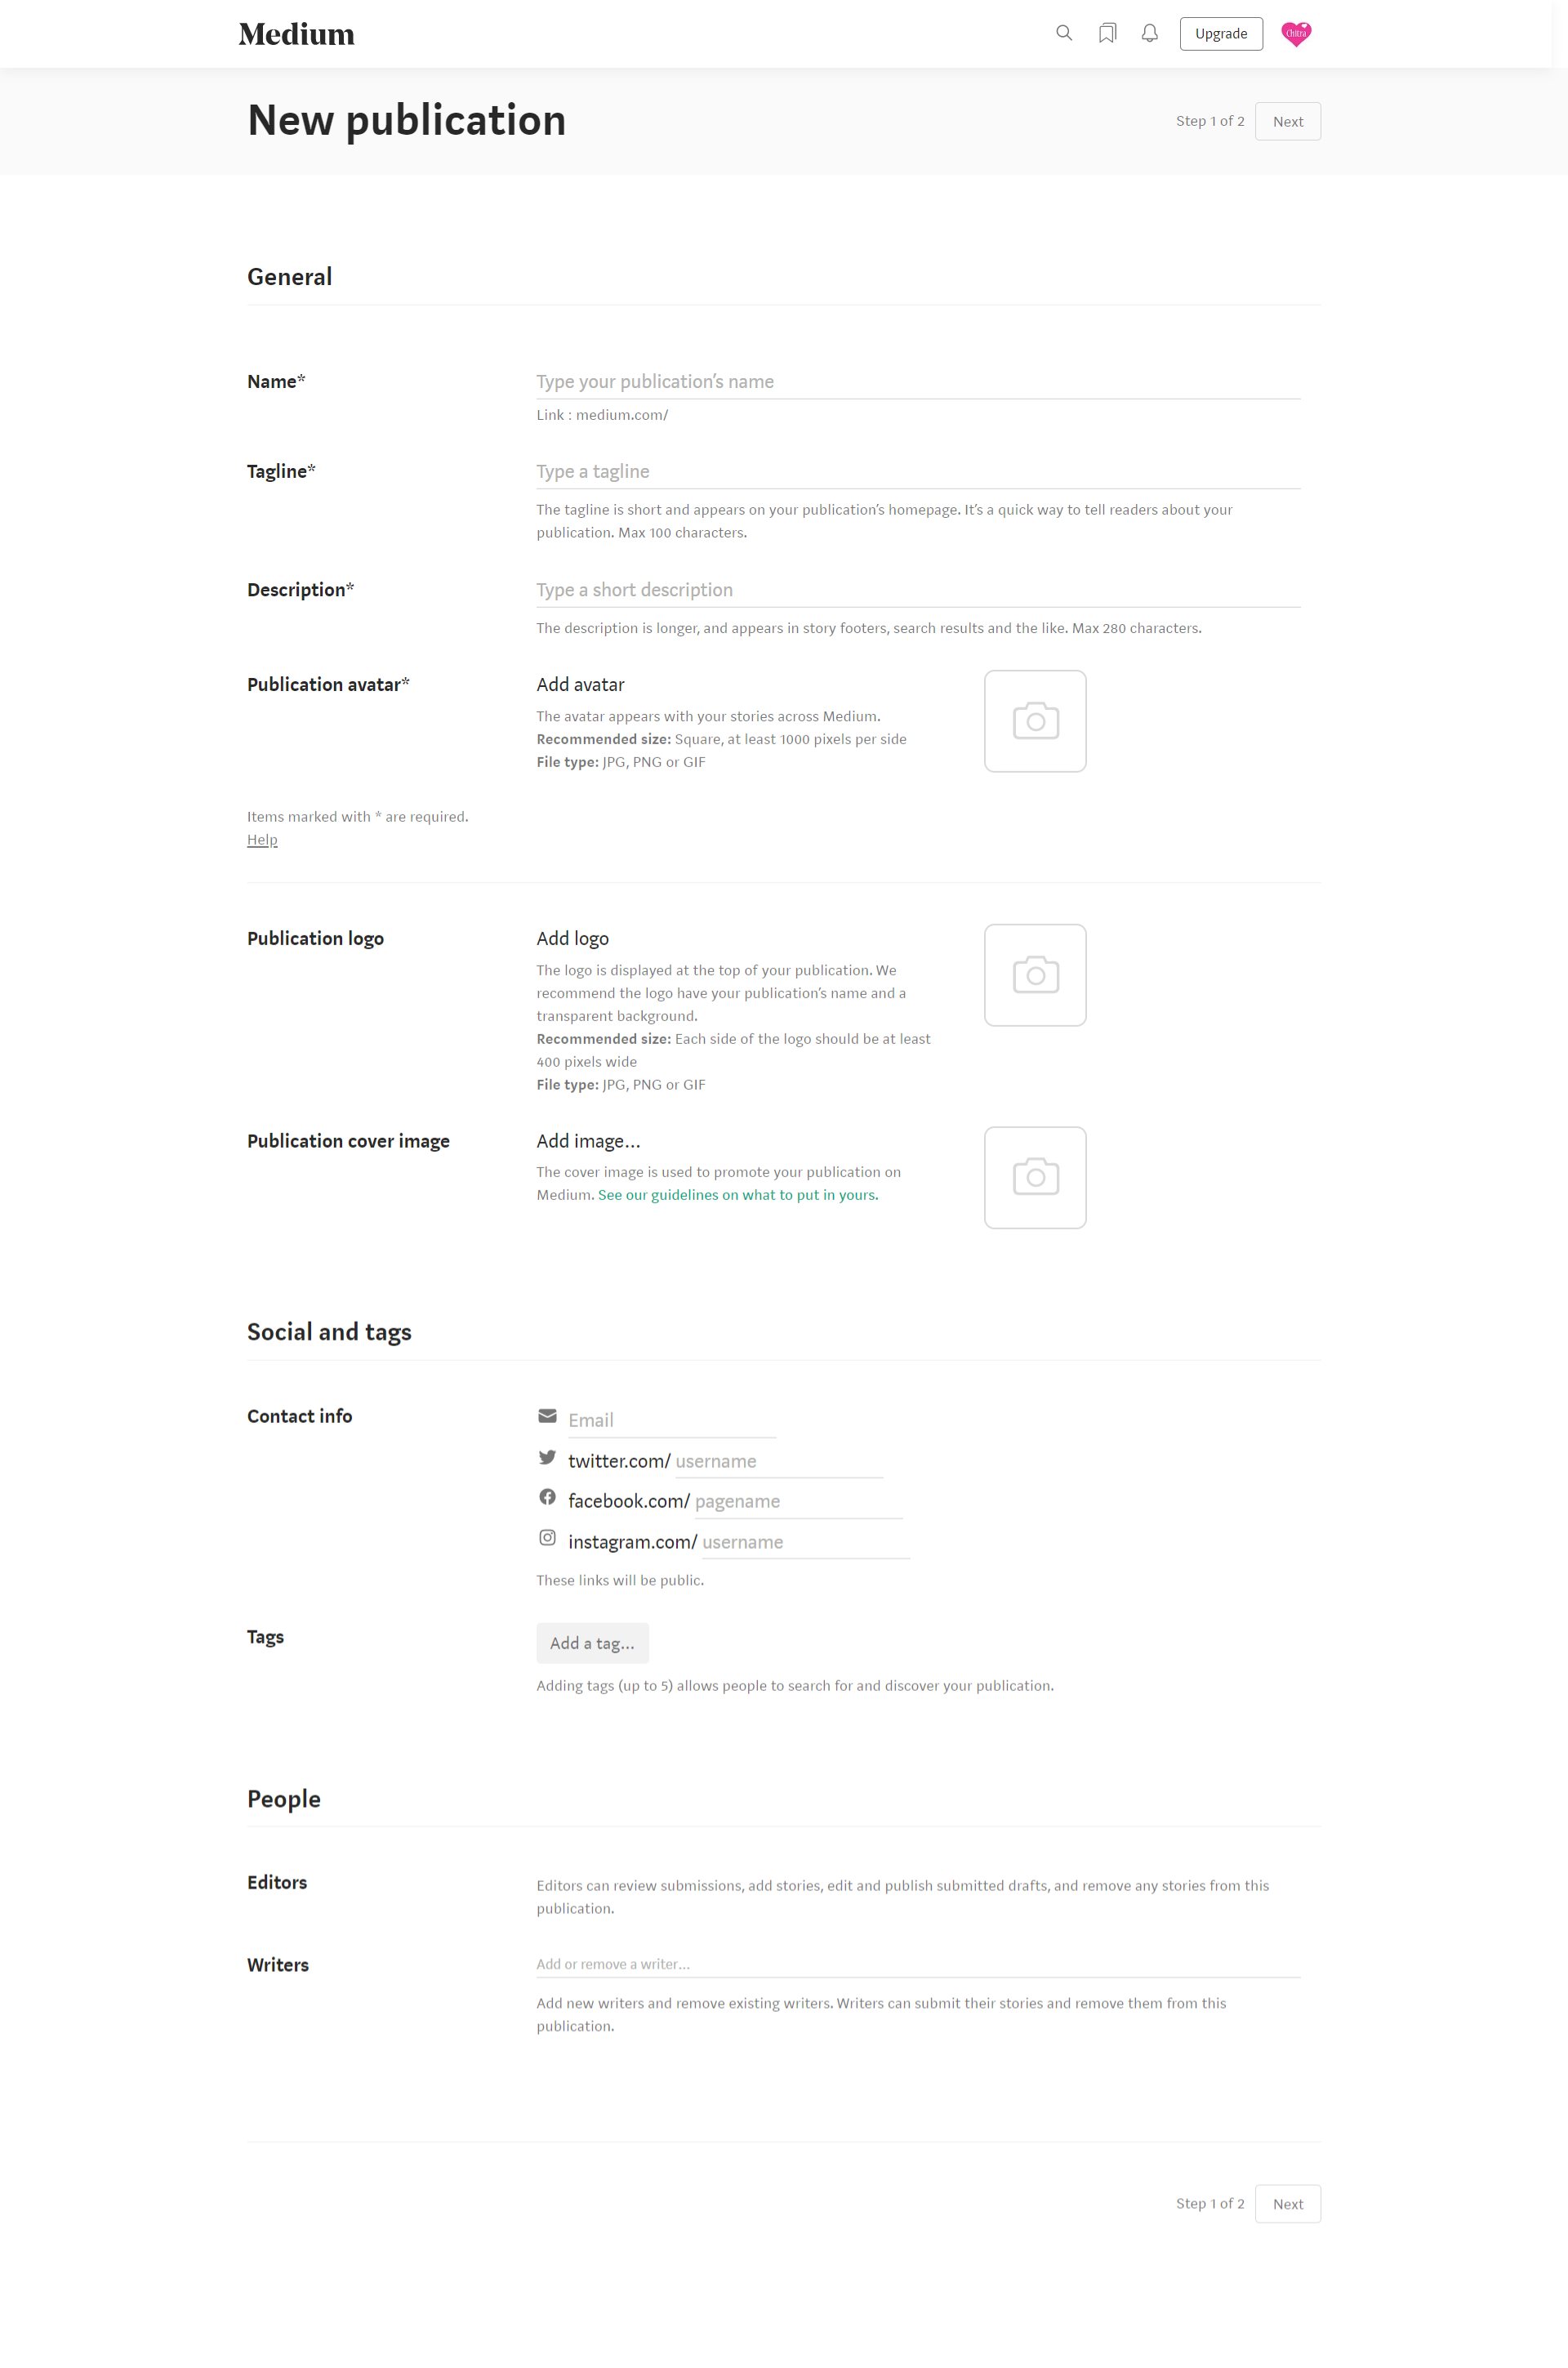 Medium
Upgrade
Chitra
New publication
Step 1 of 2
Next
General
Name*
Type your publication’s name
Link : medium.com/
Tagline*
Type a tagline
The tagline is short and appears on your publication’s homepage. It’s a quick way to tell readers about your
publication. Max 100 characters.
Description*
Type a short description
The description is longer, and appears in story footers, search results and the like. Max 280 characters.
Publication avatar*
Add avatar
The avatar appears with your stories across Medium.
Recommended size: Square, at least 1000 pixels per side
File type: JPG, PNG or GIF
Items marked with * are required.
Help
Publication logo
Add logo
The logo is displayed at the top of your publication. We
recommend the logo have your publication’s name and a
transparent background.
Recommended size: Each side of the logo should be at least
400 pixels wide
File type: JPG, PNG or GIF
Publication cover image
Add image…
The cover image is used to promote your publication on
Medium. See our guidelines on what to put in yours.
Social and tags
Contact info
Email
twitter.com/ username
facebook.com/ pagename
instagram.com/ username
These links will be public.
Tags
Add a tag…
Adding tags (up to 5) allows people to search for and discover your publication.
People
Editors
Editors can review submissions, add stories, edit and publish submitted drafts, and remove any stories from this
publication.
Writers
Add or remove a writer…
Add new writers and remove existing writers. Writers can submit their stories and remove them from this
publication.
Step 1 of 2
Next